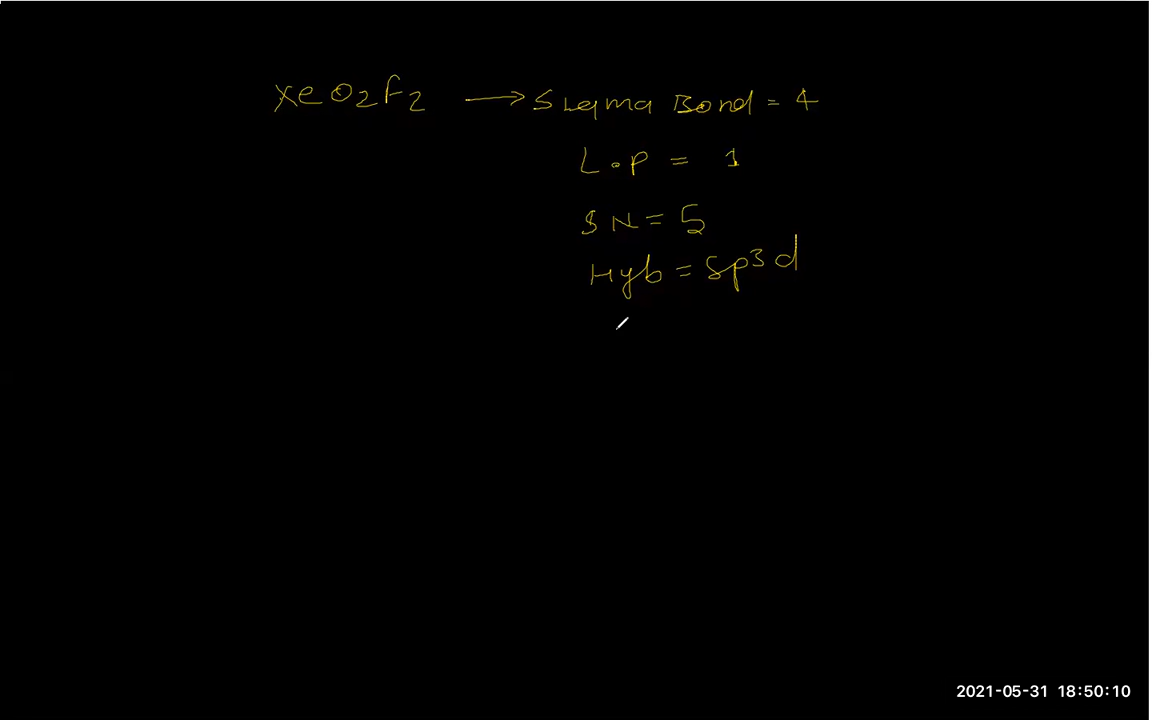 XeO₂F₂ → Sigma Bond = 4
L.P = 1
SN = 5
Hyb = Sp³d
2021-05-31 18:50:10